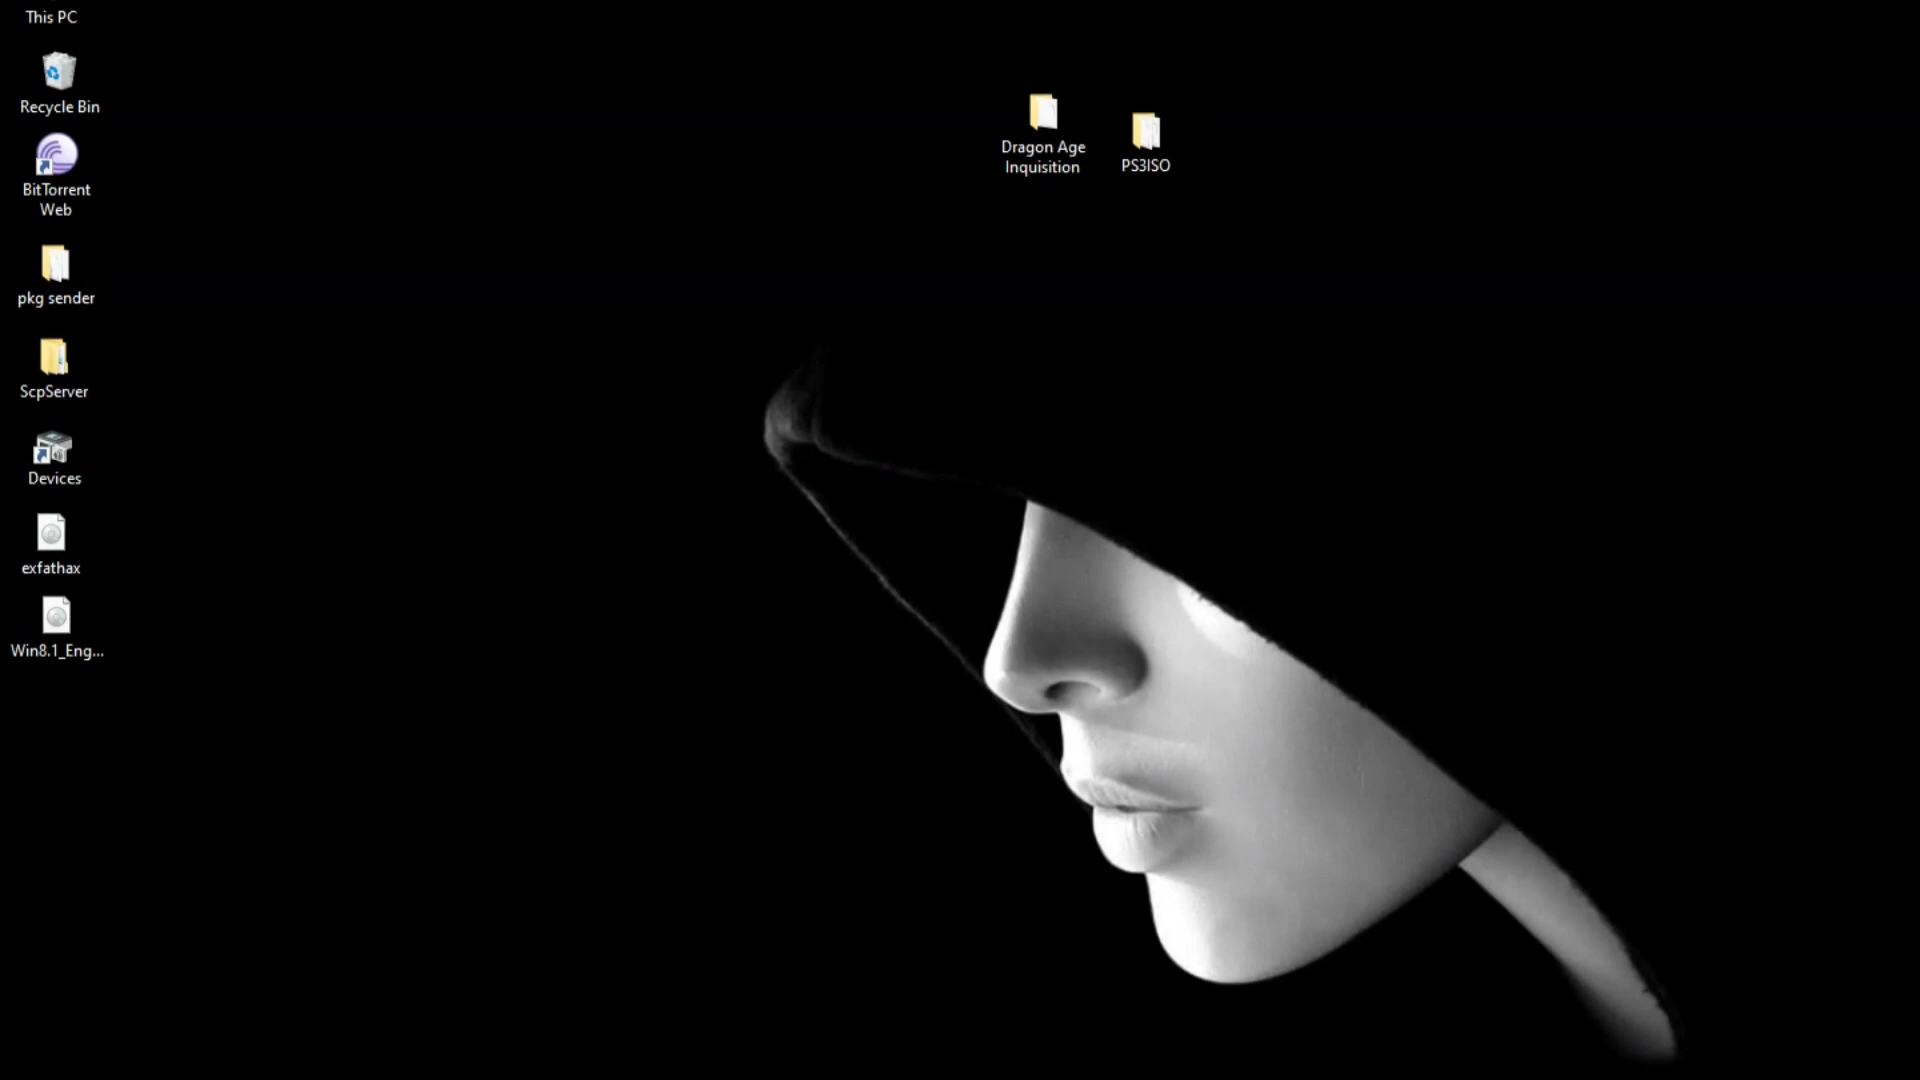 This PC
Recycle Bin
BitTorrent
Web
pkg sender
ScpServer
Devices
exfathax
Win8.1_Eng...
Dragon Age
Inquisition
PS3ISO